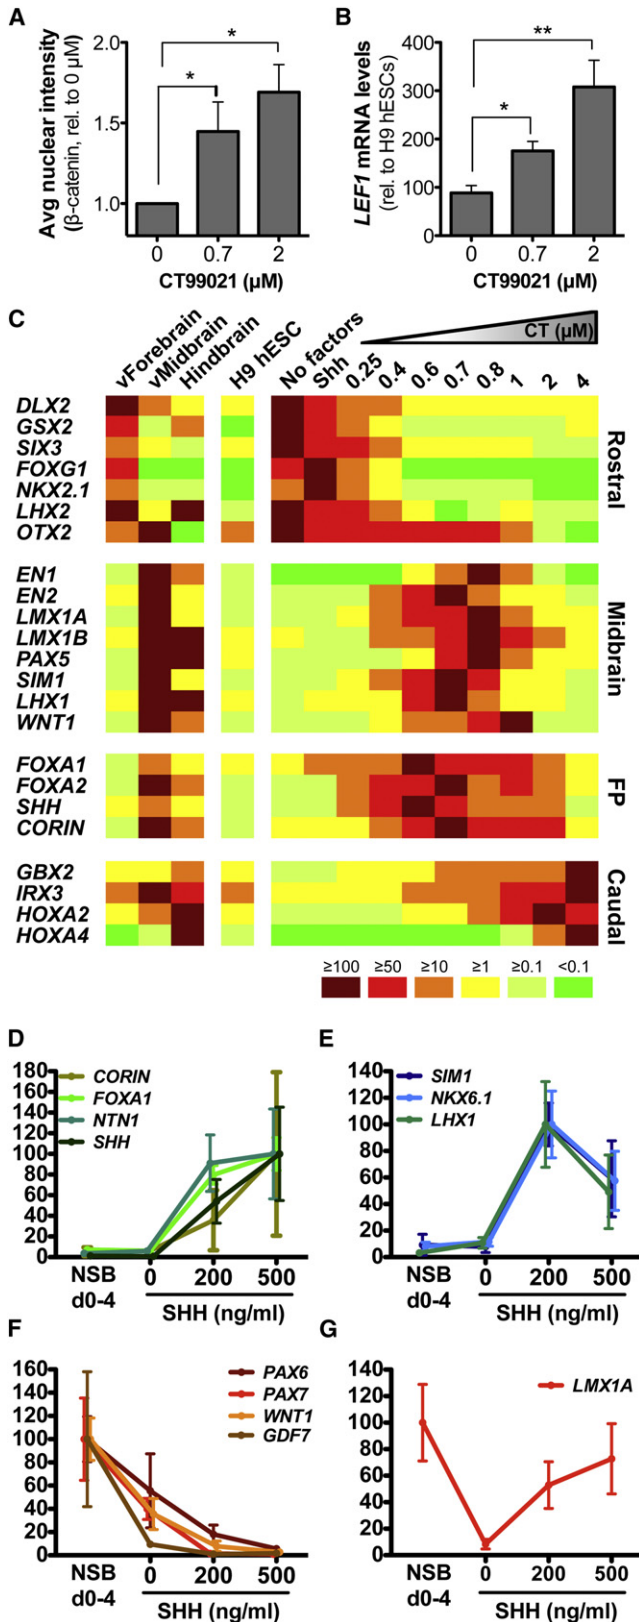 A
Avg nuclear intensity
(β-catenin, rel. to 0 μM)
2.0
1.5
1.0
*
*
0 0.7 2
CT99021 (μM)
B
LEF1 mRNA levels
(rel. to H9 hESCs)
400
300
200
100
0
**
*
0 0.7 2
CT99021 (μM)
C
vForebrain
vMidbrain
Hindbrain
H9 hESC
No factors
Shh
0.25
0.4
0.6
0.7
0.8
1
2
4
CT (μM)
DLX2
GSX2
SIX3
FOXG1
NKX2.1
LHX2
OTX2
Rostral
EN1
EN2
LMX1A
LMX1B
PAX5
SIM1
LHX1
WNT1
Midbrain
FOXA1
FOXA2
SHH
CORIN
FP
GBX2
IRX3
HOXA2
HOXA4
Caudal
≥100 ≥50 ≥10 ≥1 ≥0.1 <0.1
D
180
160
140
120
100
80
60
40
20
0
CORIN
FOXA1
NTN1
SHH
NSB
d0-4
0 200 500
SHH (ng/ml)
E
140
120
100
80
60
40
20
0
SIM1
NKX6.1
LHX1
NSB
d0-4
0 200 500
SHH (ng/ml)
F
160
140
120
100
80
60
40
20
0
PAX6
PAX7
WNT1
GDF7
NSB
d0-4
0 200 500
SHH (ng/ml)
G
140
120
100
80
60
40
20
0
LMX1A
NSB
d0-4
0 200 500
SHH (ng/ml)